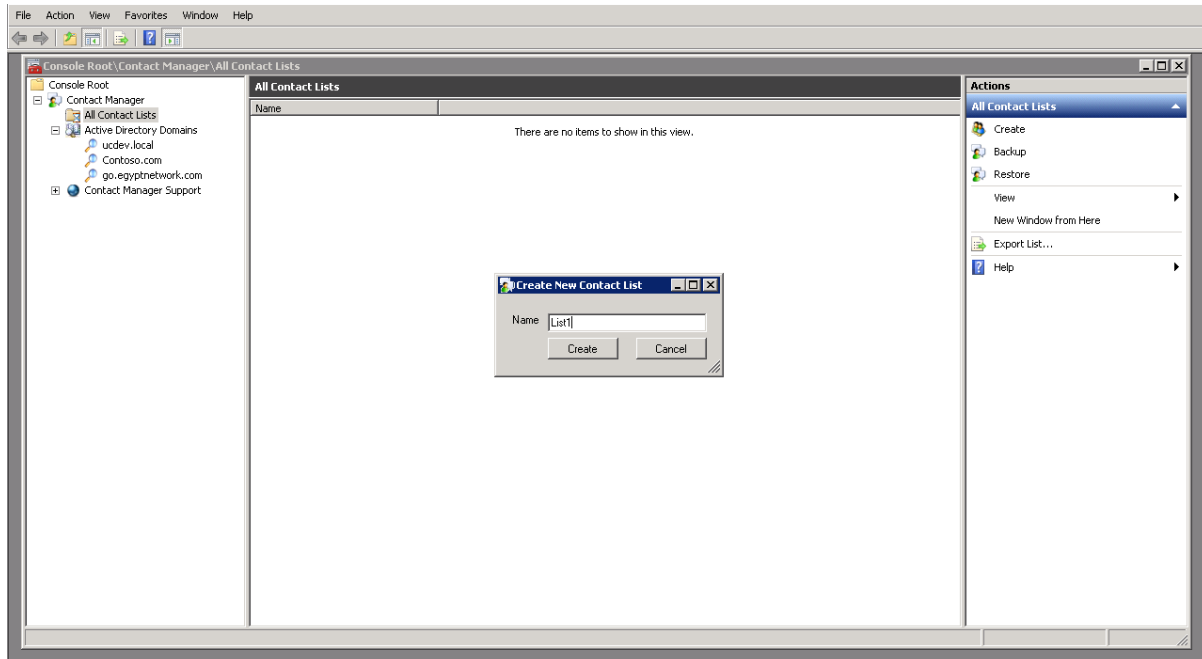 File Action View Favorites Window Help
Console Root\Contact Manager\All Contact Lists
Console Root
Contact Manager
All Contact Lists
Active Directory Domains
ucdev.local
Contoso.com
go.egyptnetwork.com
Contact Manager Support
All Contact Lists
Name
There are no items to show in this view.
Create New Contact List
Name List1
Create Cancel
Actions
All Contact Lists
Create
Backup
Restore
View
New Window from Here
Export List...
Help